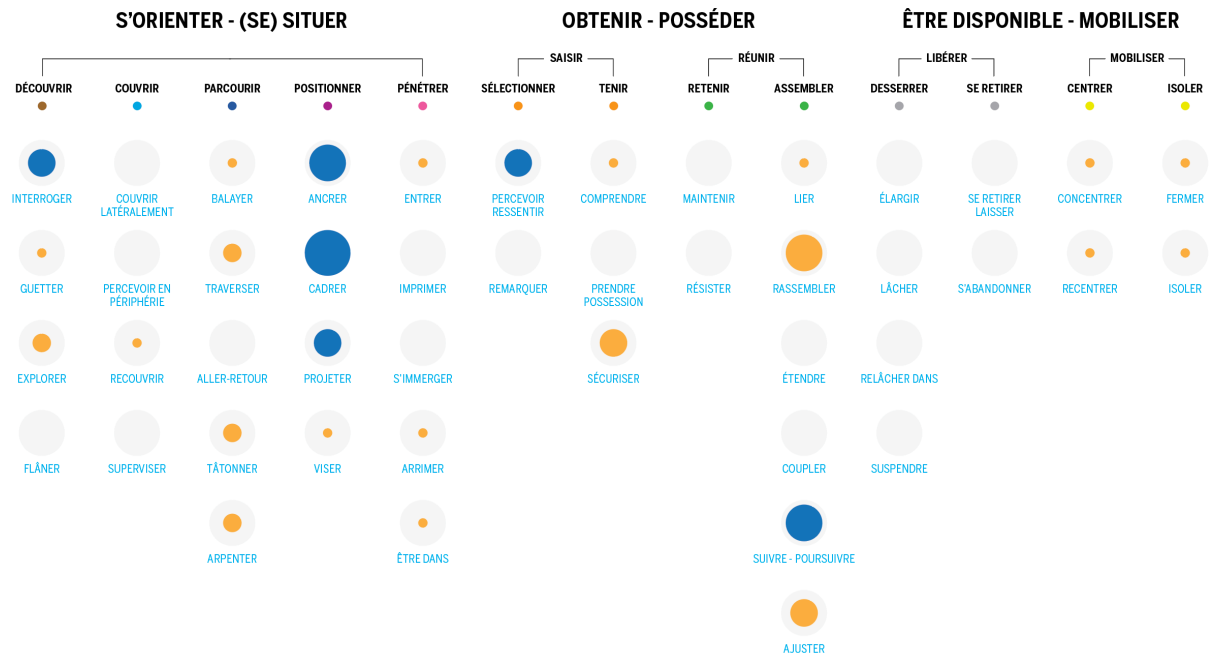 S’ORIENTER - (SE) SITUER
OBTENIR - POSSÉDER
ÊTRE DISPONIBLE - MOBILISER
SAISIR
RÉUNIR
LIBÉRER
MOBILISER
DÉCOUVRIR
COUVRIR
PARCOURIR
POSITIONNER
PÉNÉTRER
SÉLECTIONNER
TENIR
RETENIR
ASSEMBLER
DESSERRER
SE RETIRER
CENTRER
ISOLER
INTERROGER
COUVRIR
LATÉRALEMENT
BALAYER
ANCRER
ENTRER
PERCEVOIR
RESSENTIR
COMPRENDRE
MAINTENIR
LIER
ÉLARGIR
SE RETIRER
LAISSER
CONCENTRER
FERMER
GUETTER
PERCEVOIR EN
PÉRIPHÉRIE
TRAVERSER
CADRER
IMPRIMER
REMARQUER
PRENDRE
POSSESSION
RÉSISTER
RASSEMBLER
LÂCHER
S’ABANDONNER
RECENTRER
ISOLER
EXPLORER
RECOUVRIR
ALLER-RETOUR
PROJETER
S’IMMERGER
SÉCURISER
ÉTENDRE
RELÂCHER DANS
FLÂNER
SUPERVISER
TÂTONNER
VISER
ARRIMER
COUPLER
SUSPENDRE
ARPENTER
ÊTRE DANS
SUIVRE - POURSUIVRE
AJUSTER